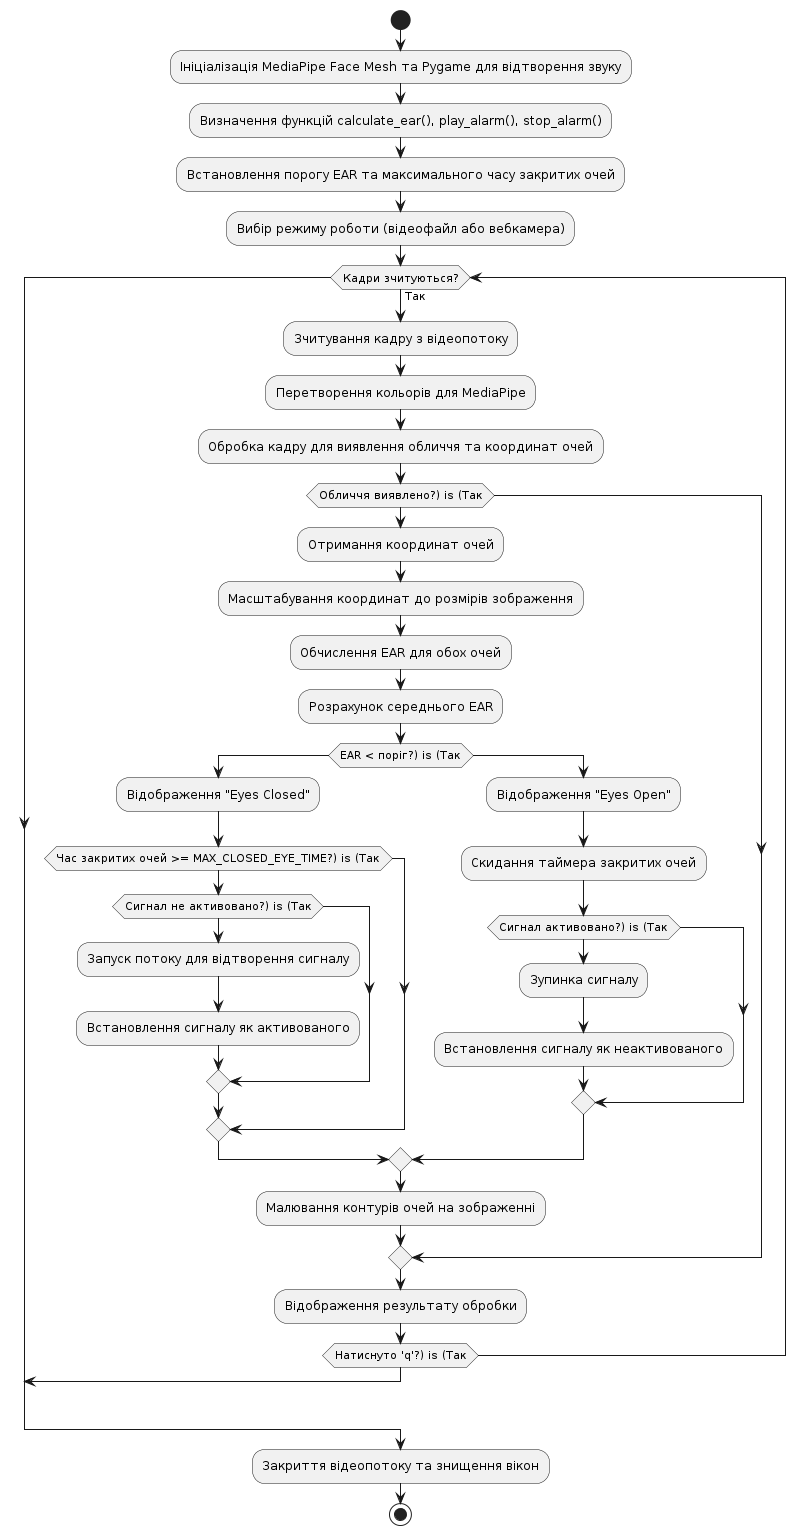 Ініціалізація MediaPipe Face Mesh та Pygame для відтворення звуку
Визначення функцій calculate_ear(), play_alarm(), stop_alarm()
Встановлення порогу EAR та максимального часу закритих очей
Вибір режиму роботи (відеофайл або вебкамера)
Кадри зчитуються?
Так
Зчитування кадру з відеопотоку
Перетворення кольорів для MediaPipe
Обробка кадру для виявлення обличчя та координат очей
Обличчя виявлено?) is (Так
Отримання координат очей
Масштабування координат до розмірів зображення
Обчислення EAR для обох очей
Розрахунок середнього EAR
EAR < поріг?) is (Так
Відображення "Eyes Closed"
Час закритих очей >= MAX_CLOSED_EYE_TIME?) is (Так
Сигнал не активовано?) is (Так
Запуск потоку для відтворення сигналу
Встановлення сигналу як активованого
Відображення "Eyes Open"
Скидання таймера закритих очей
Сигнал активовано?) is (Так
Зупинка сигналу
Встановлення сигналу як неактивованого
Малювання контурів очей на зображенні
Відображення результату обробки
Натиснуто 'q'?) is (Так
Закриття відеопотоку та знищення вікон